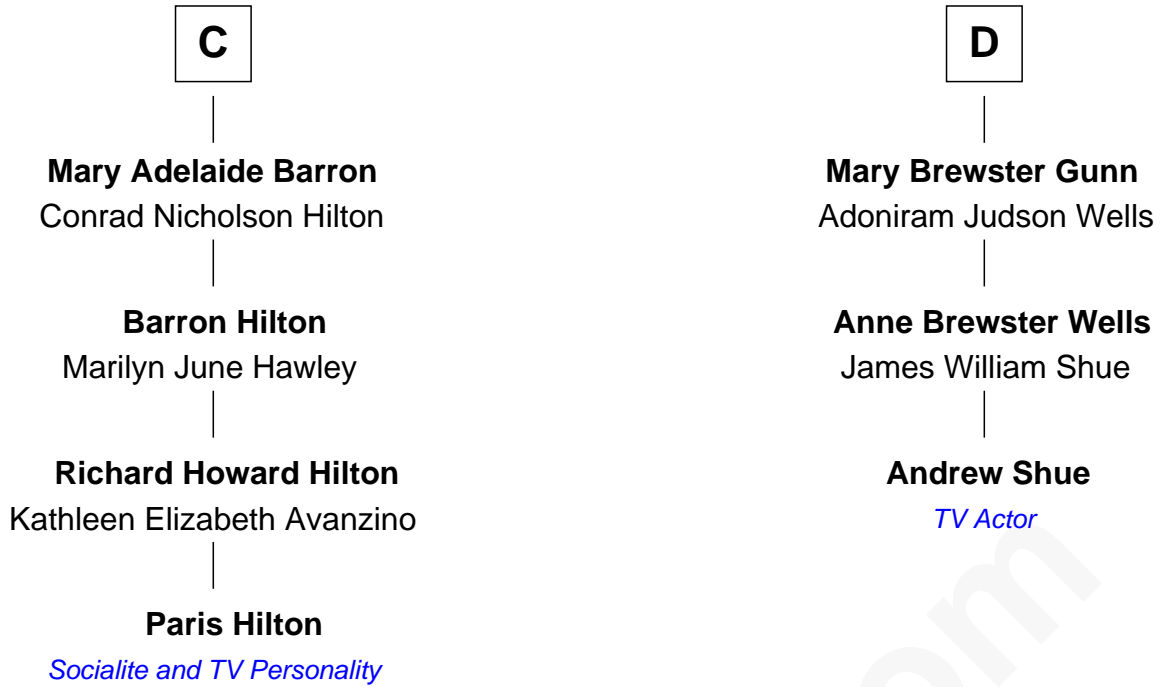 C
Mary Adelaide Barron
Conrad Nicholson Hilton
Barron Hilton
Marilyn June Hawley
Richard Howard Hilton
Kathleen Elizabeth Avanzino
Paris Hilton
Socialite and TV Personality
D
Mary Brewster Gunn
Adoniram Judson Wells
Anne Brewster Wells
James William Shue
Andrew Shue
TV Actor
om